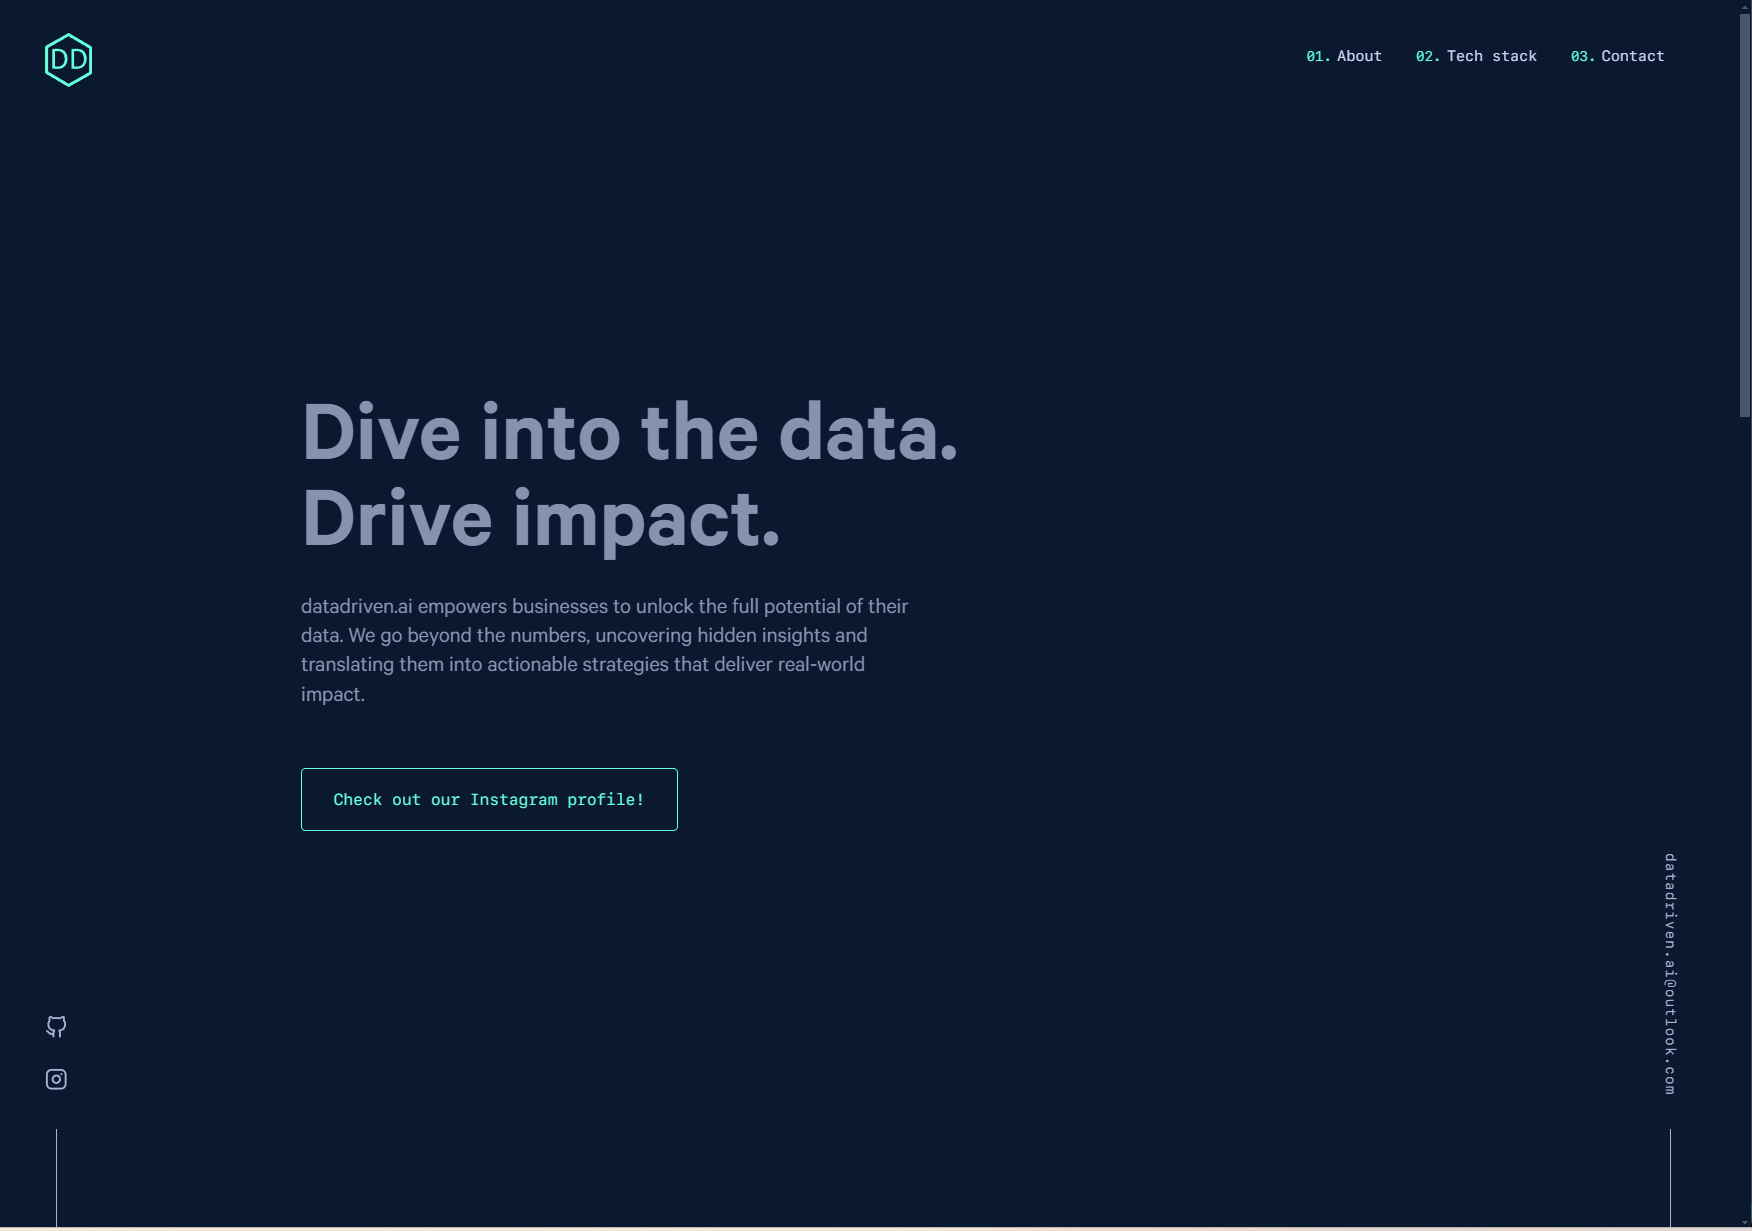 DD
01. About 02. Tech stack 03. Contact
Dive into the data.
Drive impact.
datadriven.ai empowers businesses to unlock the full potential of their
data. We go beyond the numbers, uncovering hidden insights and
translating them into actionable strategies that deliver real-world
impact.
Check out our Instagram profile!
datadriven.ai@outlook.com